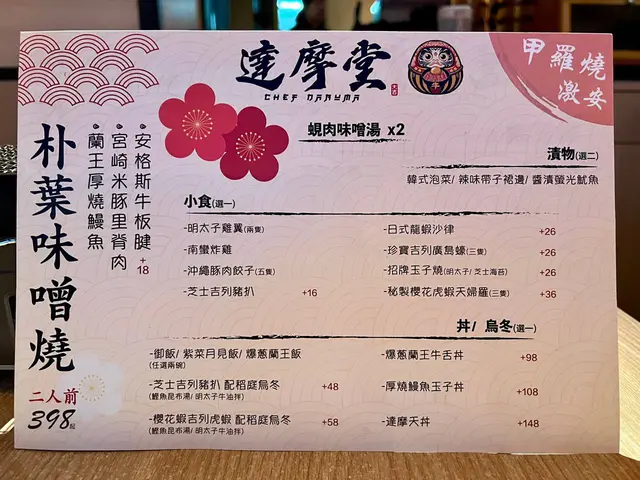 達摩堂
CHEF DARUMA
甲羅燒
激安
朴葉味噌燒
二人前
398起
•安格斯牛板腱 +18
•宮崎米豚里脊肉
•蘭王厚燒鰻魚
蜆肉味噌湯 x2
漬物(選二)
韓式泡菜/ 辣味帶子裙邊/ 醬漬螢光魷魚
小食(選一)
-明太子雞翼(兩隻)
-南蠻炸雞
-沖繩豚肉餃子(五隻)
-芝士吉列豬扒 +16
-日式龍蝦沙律 +26
-珍寶吉列廣島蠔(三隻) +26
-招牌玉子燒(明太子/ 芝士海苔) +26
-秘製櫻花虎蝦天婦羅(三隻) +36
丼/ 烏冬(選一)
-御飯/ 紫菜月見飯/ 爆蔥蘭王飯
(任選兩碗)
-芝士吉列豬扒 配稻庭烏冬 +48
(鰹魚昆布湯/ 明太子牛油拌)
-櫻花蝦吉列虎蝦 配稻庭烏冬 +58
(鰹魚昆布湯/ 明太子牛油拌)
-爆蔥蘭王牛舌丼 +98
-厚燒鰻魚玉子丼 +108
-達摩天丼 +148